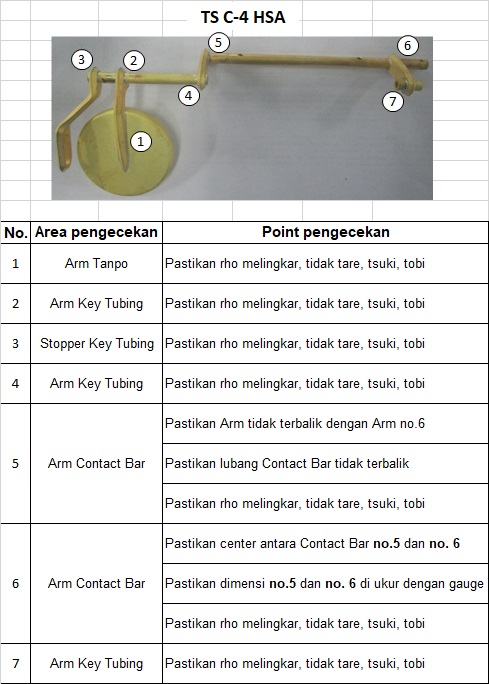 TS C-4 HSA
5
6
3
2
4
7
1
No. Area pengecekan Point pengecekan
1 Arm Tanpo Pastikan rho melingkar, tidak tare, tsuki, tobi
2 Arm Key Tubing Pastikan rho melingkar, tidak tare, tsuki, tobi
3 Stopper Key Tubing Pastikan rho melingkar, tidak tare, tsuki, tobi
4 Arm Key Tubing Pastikan rho melingkar, tidak tare, tsuki, tobi
5 Arm Contact Bar Pastikan Arm tidak terbalik dengan Arm no.6
Pastikan lubang Contact Bar tidak terbalik
Pastikan rho melingkar, tidak tare, tsuki, tobi
6 Arm Contact Bar Pastikan center antara Contact Bar no.5 dan no. 6
Pastikan dimensi no.5 dan no. 6 di ukur dengan gauge
Pastikan rho melingkar, tidak tare, tsuki, tobi
7 Arm Key Tubing Pastikan rho melingkar, tidak tare, tsuki, tobi